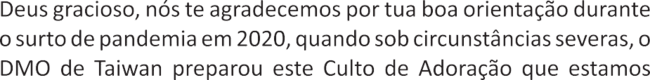 Deus gracioso, nós te agradecemos por tua boa orientação durante
o surto de pandemia em 2020, quando sob circunstâncias severas, o
DMO de Taiwan preparou este Culto de Adoração que estamos